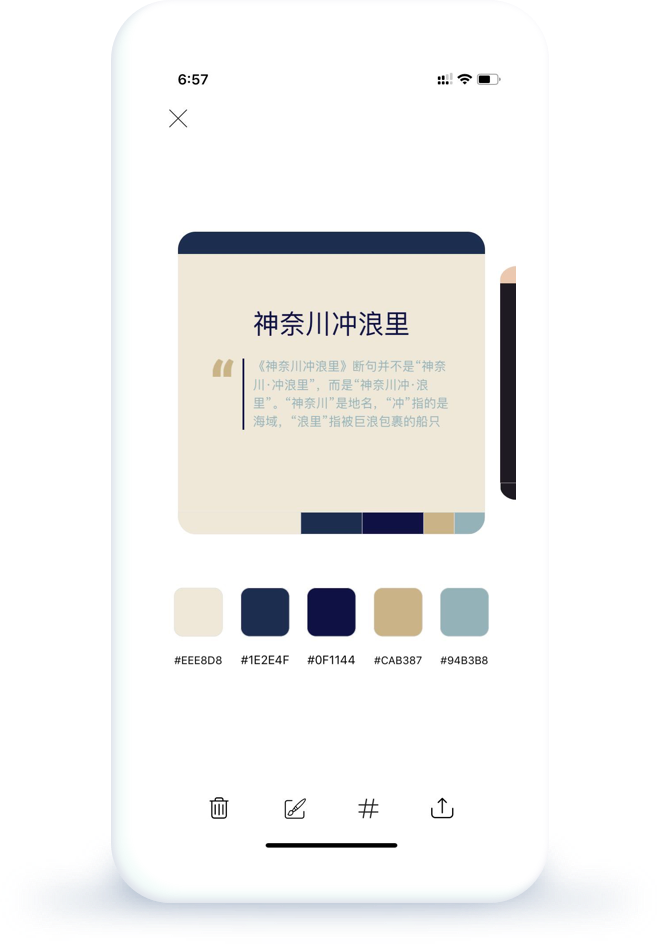 6:57
神奈川冲浪里
“
《神奈川冲浪里》断句并不是“神奈
川·冲浪里”，而是“神奈川冲·浪
里”。“神奈川”是地名，“冲”指的是
海域，“浪里”指被巨浪包裹的船只
#EEE8D8 #1E2E4F #0F1144 #CAB387 #94B3B8
#